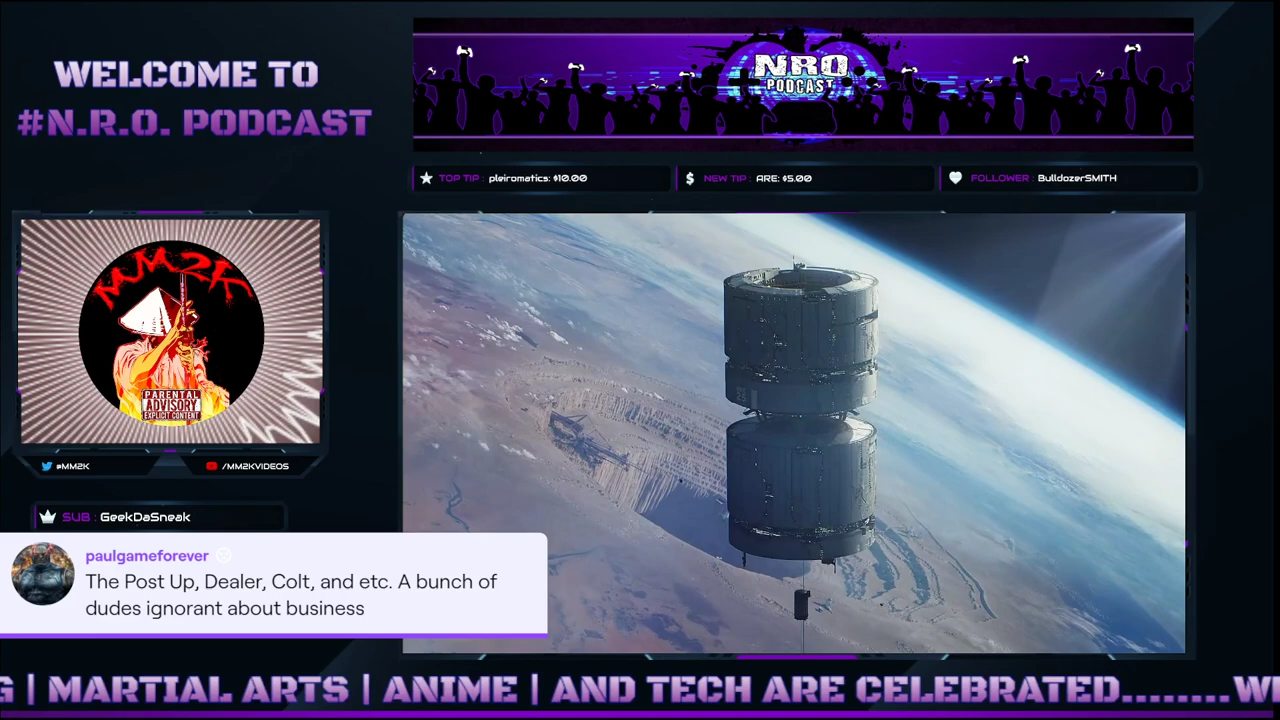 WELCOME TO
#N.R.O. PODCAST
NRO
PODCAST
TOP TIP : pleiromatics: $10.00
$ NEW TIP : ARE: $5.00
FOLLOWER : BulldozerSMITH
MM2K
PARENTAL
ADVISORY
EXPLICIT CONTENT
@MM2K
/MM2KVIDEOS
SUB : GeekDaSneak
paulgameforever
The Post Up, Dealer, Colt, and etc. A bunch of
dudes ignorant about business
G | MARTIAL ARTS | ANIME | AND TECH ARE CELEBRATED........WE